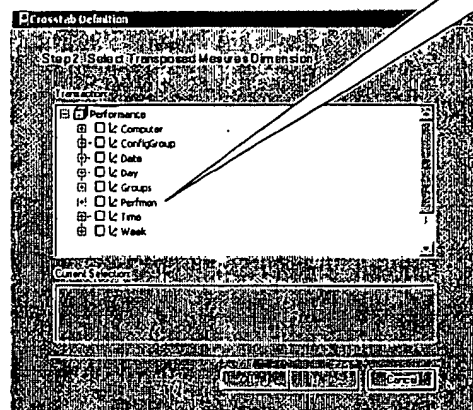 Crosstab Definition
Step 2: Select Transposed Mesures Dimension
Transaction
Performance
Computer
ConfigGroup
Date
Day
Groups
Perfmon
Time
Week
Current Selection
Cancel